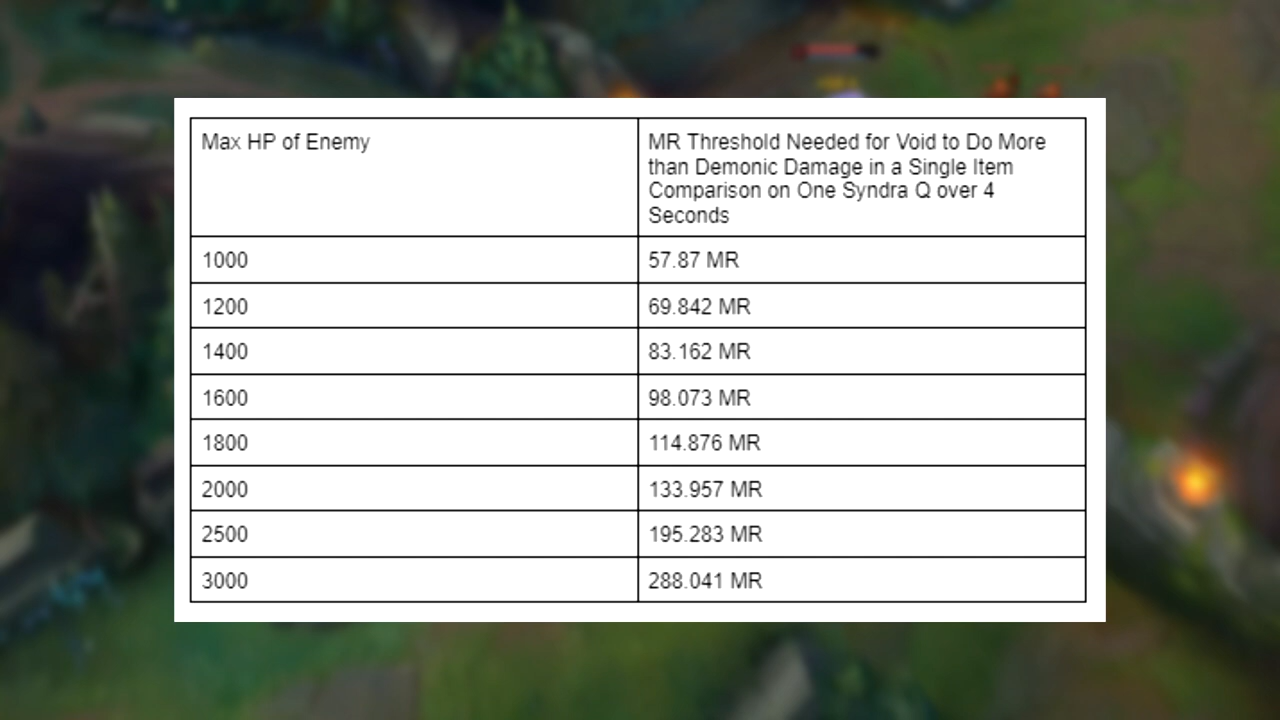 Max HP of Enemy
MR Threshold Needed for Void to Do More
than Demonic Damage in a Single Item
Comparison on One Syndra Q over 4
Seconds
1000
57.87 MR
1200
69.842 MR
1400
83.162 MR
1600
98.073 MR
1800
114.876 MR
2000
133.957 MR
2500
195.283 MR
3000
288.041 MR